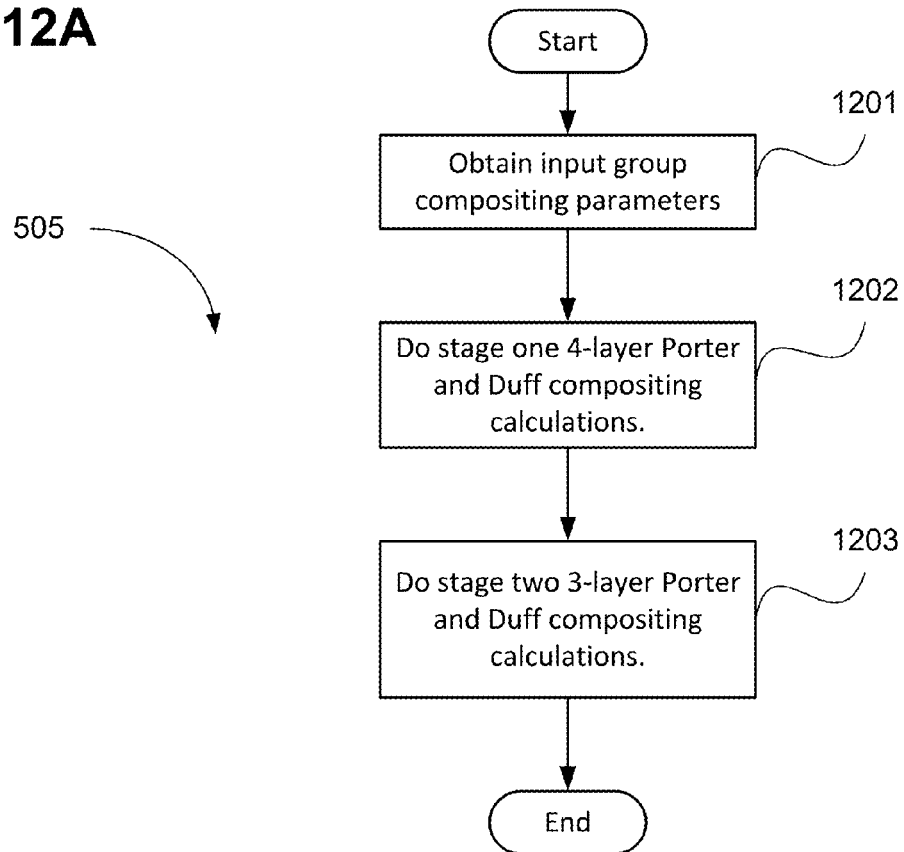 12A
Start
1201
Obtain input group
compositing parameters
505
1202
Do stage one 4-layer Porter
and Duff compositing
calculations.
1203
Do stage two 3-layer Porter
and Duff compositing
calculations.
End